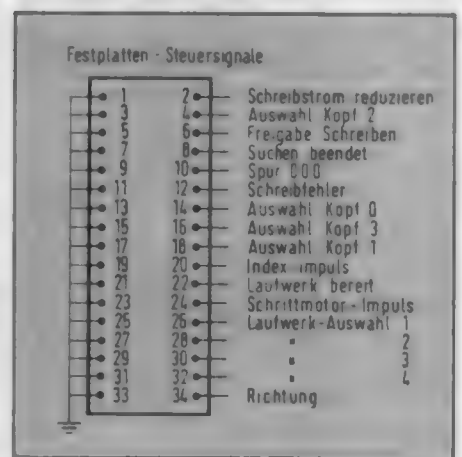 Festplatten - Steuersignale
1 2 Schreibstrom reduzieren
3 4 Auswahl Kopf 2
5 6 Freigabe Schreiben
7 8 Suchen beendet
9 10 Spur 000
11 12 Schreibfehler
13 14 Auswahl Kopf 0
15 16 Auswahl Kopf 3
17 18 Auswahl Kopf 1
19 20 Index impuls
21 22 Laufwerk bereit
23 24 Schrittmotor - Impuls
25 26 Laufwerk-Auswahl 1
27 28 " 2
29 30 " 3
31 32 " 4
33 34 Richtung